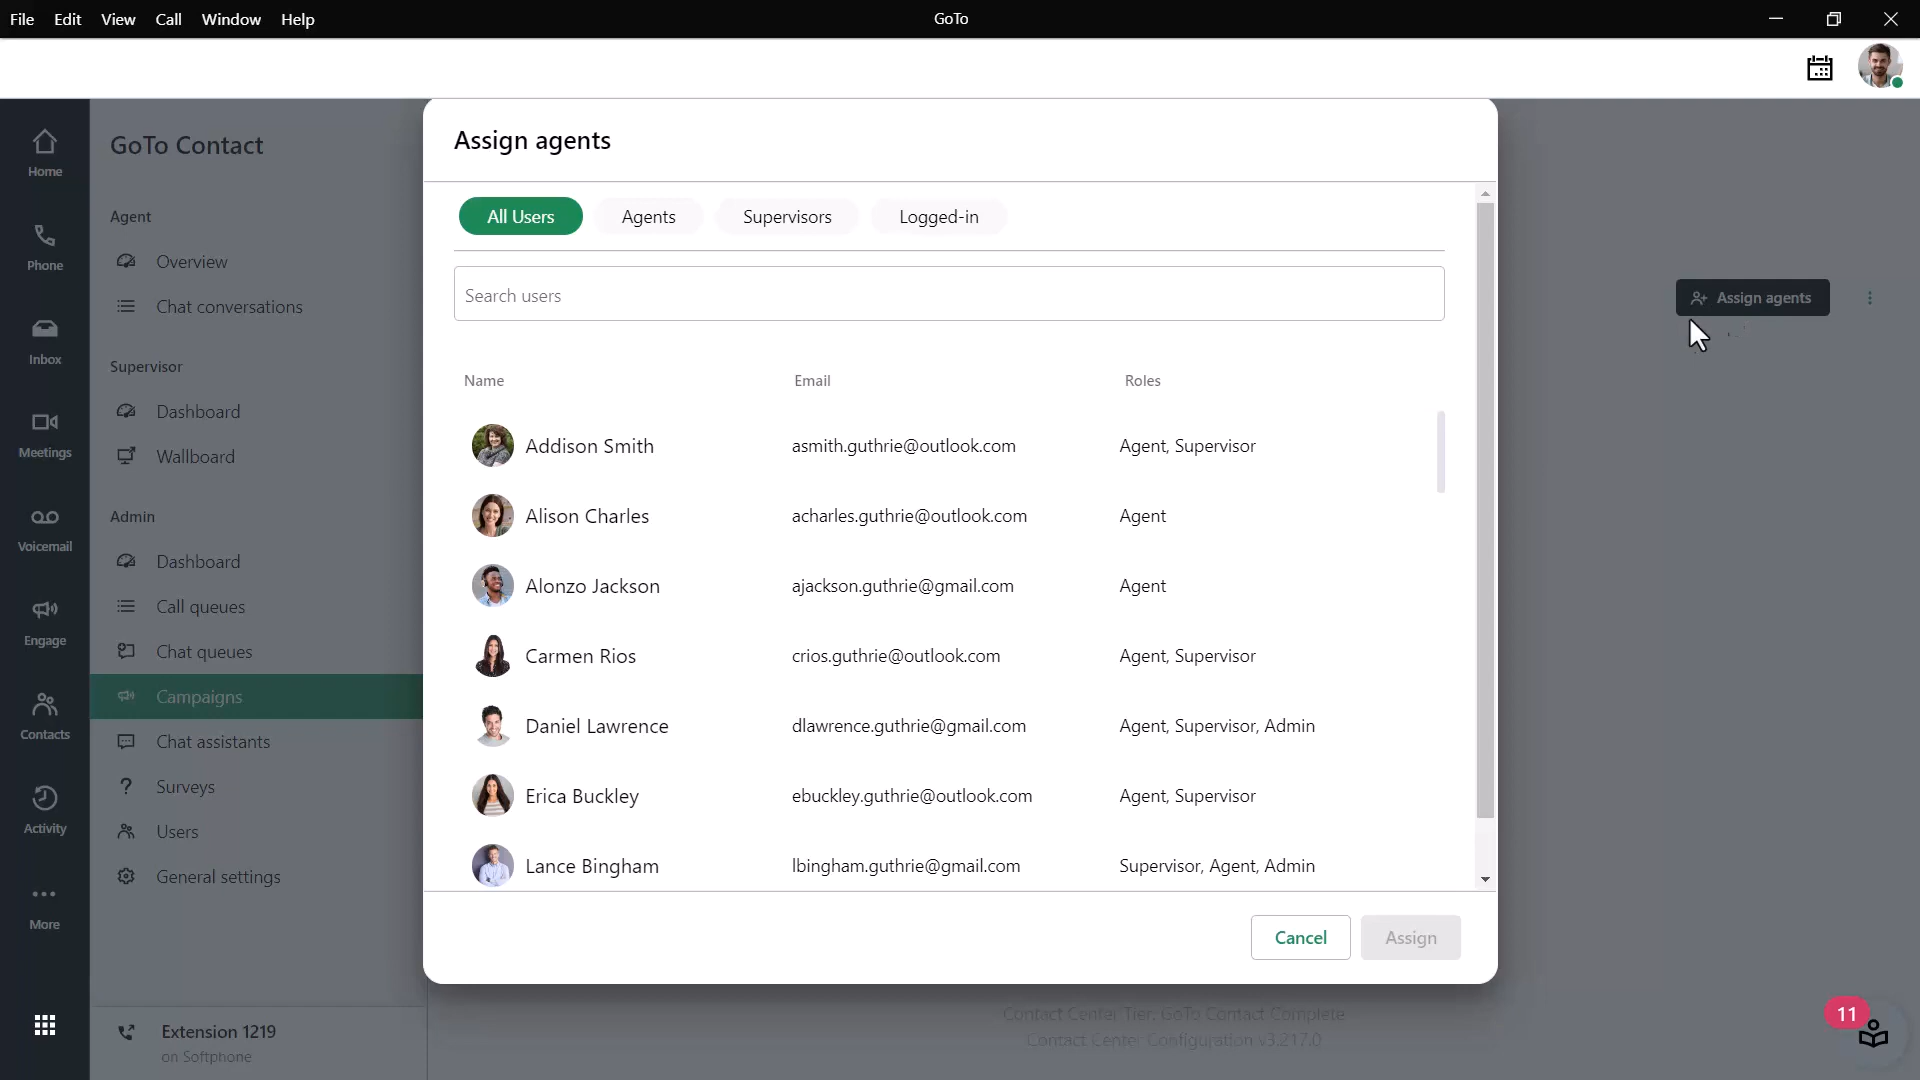 File Edit View Call Window Help
GoTo
GoTo Contact
Home
Phone
Inbox
Meetings
Voicemail
Engage
Contacts
Activity
More
Agent
Overview
Chat conversations
Supervisor
Dashboard
Wallboard
Admin
Dashboard
Call queues
Chat queues
Campaigns
Chat assistants
Surveys
Users
General settings
Extension 1219
on Softphone
Assign agents
All Users Agents Supervisors Logged-in
Search users
Name Email Roles
Addison Smith asmith.guthrie@outlook.com Agent, Supervisor
Alison Charles acharles.guthrie@outlook.com Agent
Alonzo Jackson ajackson.guthrie@gmail.com Agent
Carmen Rios crios.guthrie@outlook.com Agent, Supervisor
Daniel Lawrence dlawrence.guthrie@gmail.com Agent, Supervisor, Admin
Erica Buckley ebuckley.guthrie@outlook.com Agent, Supervisor
Lance Bingham lbingham.guthrie@gmail.com Supervisor, Agent, Admin
Cancel Assign
Assign agents
Contact Center Tier: GoTo Contact Complete
Contact Center Configuration v3.217.0
11